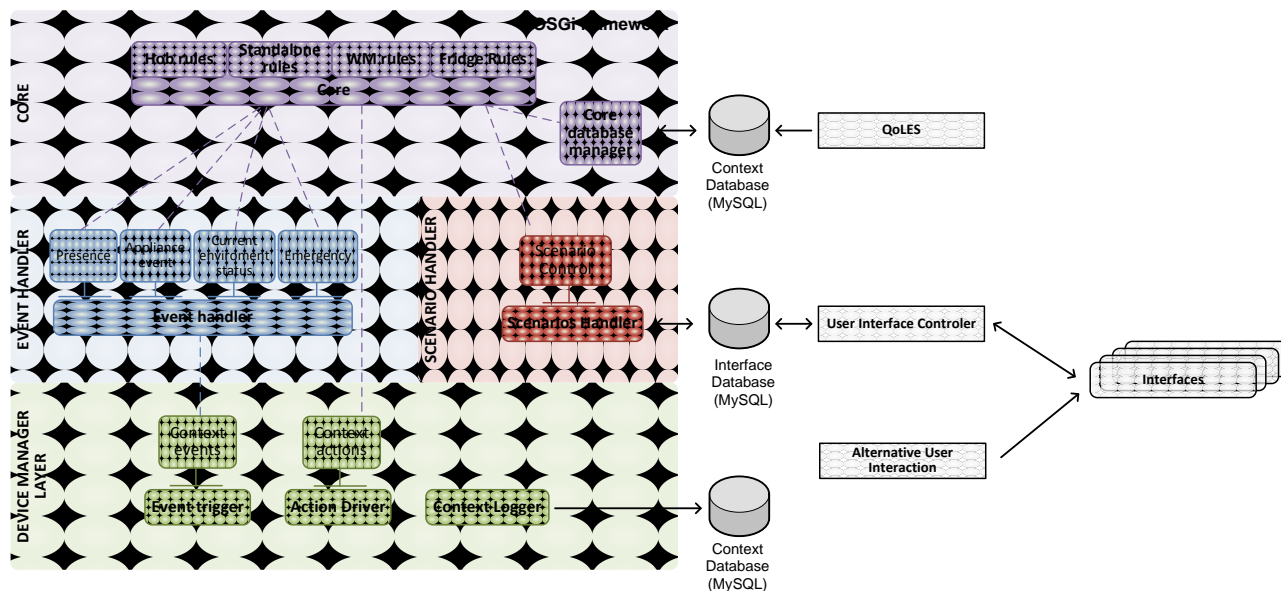 OSGi framework
Hob rules
Standalone
rules
WM rules
Fridge Rules
Core
CORE
Core
database
manager
QoLES
Context
Database
(MySQL)
EVENT HANDLER
Presence
Appliance
event
Current
enviroment
status
Emergency
Event handler
SCENARIO HANDLER
Scenario
Control
Scenarios Handler
User Interface Controler
Interface
Database
(MySQL)
Interfaces
DEVICE MANAGER
LAYER
Context
events
Context
actions
Alternative User
Interaction
Event trigger
Action Driver
Context Logger
Context
Database
(MySQL)